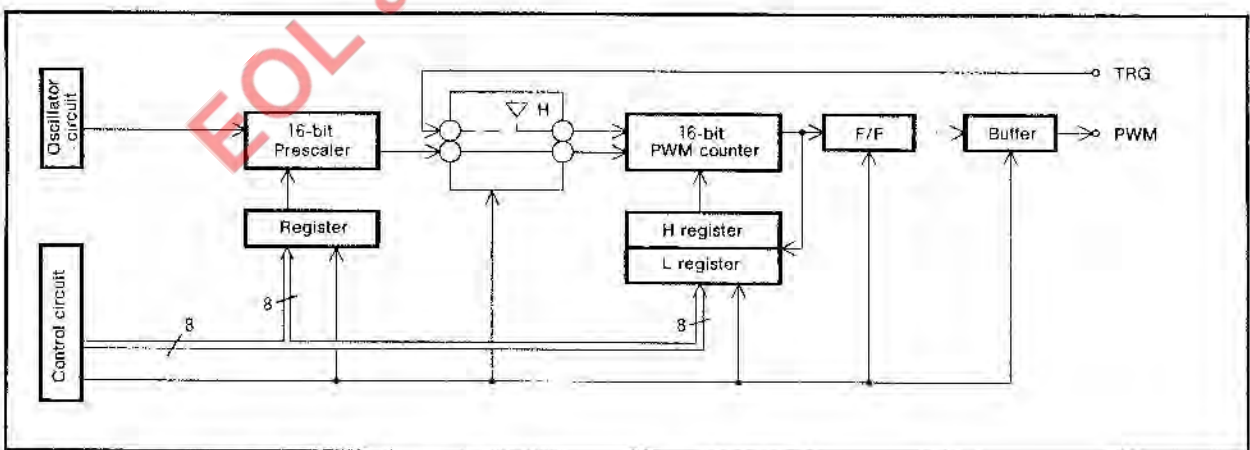 EOL
TRG
Oscillator
circuit
H
16-bit
Prescaler
16-bit
PWM counter
F/F
Buffer
PWM
Register
H register
L register
Control circuit
8
8
8